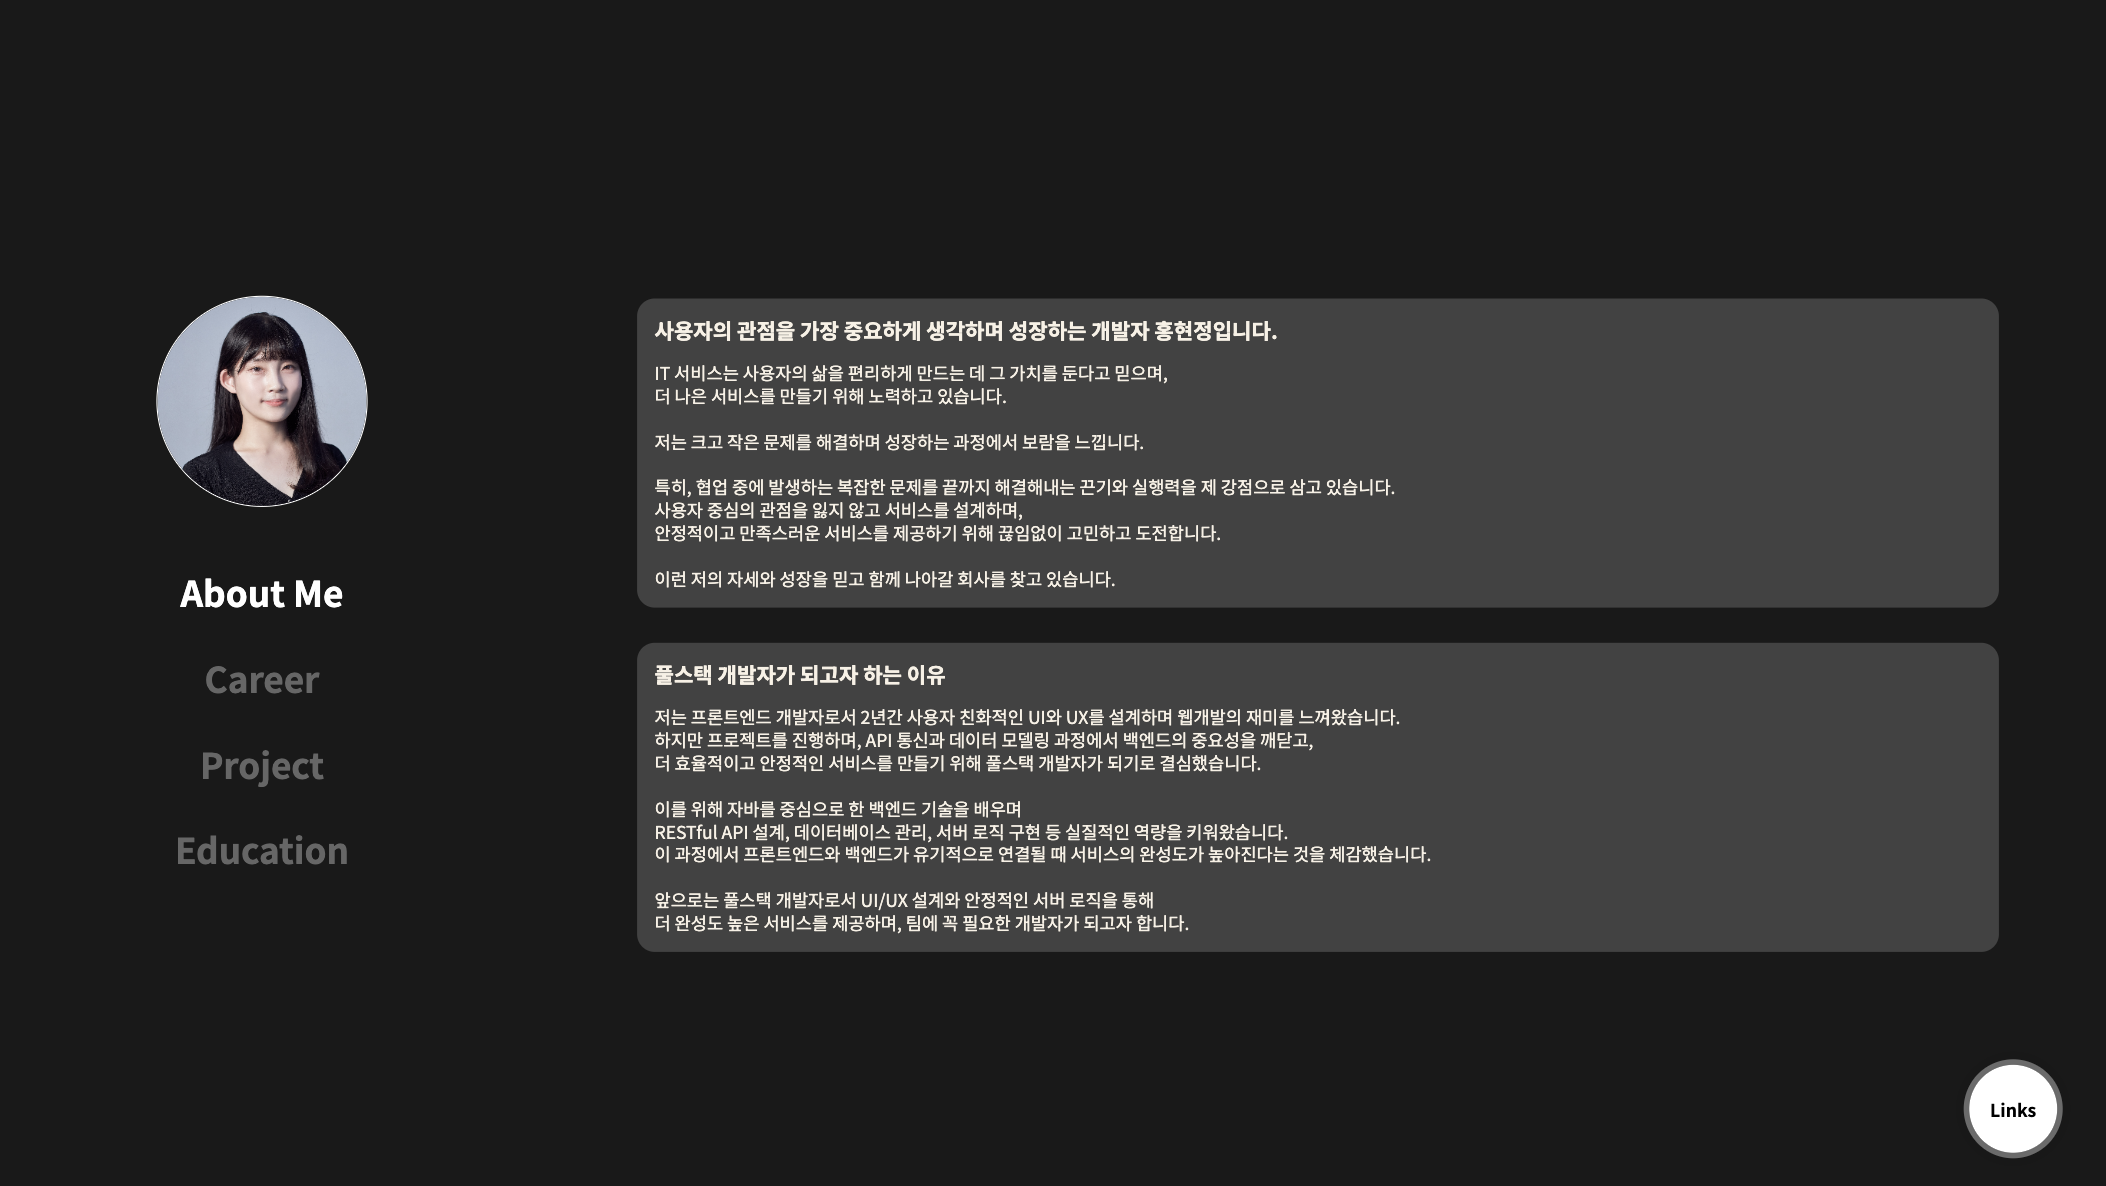 About Me
Career
Project
Education
사용자의 관점을 가장 중요하게 생각하며 성장하는 개발자 홍현정입니다.
IT 서비스는 사용자의 삶을 편리하게 만드는 데 그 가치를 둔다고 믿으며,
더 나은 서비스를 만들기 위해 노력하고 있습니다.
저는 크고 작은 문제를 해결하며 성장하는 과정에서 보람을 느낍니다.
특히, 협업 중에 발생하는 복잡한 문제를 끝까지 해결해내는 끈기와 실행력을 제 강점으로 삼고 있습니다.
사용자 중심의 관점을 잃지 않고 서비스를 설계하며,
안정적이고 만족스러운 서비스를 제공하기 위해 끊임없이 고민하고 도전합니다.
이런 저의 자세와 성장을 믿고 함께 나아갈 회사를 찾고 있습니다.
풀스택 개발자가 되고자 하는 이유
저는 프론트엔드 개발자로서 2년간 사용자 친화적인 UI와 UX를 설계하며 웹개발의 재미를 느껴왔습니다.
하지만 프로젝트를 진행하며, API 통신과 데이터 모델링 과정에서 백엔드의 중요성을 깨닫고,
더 효율적이고 안정적인 서비스를 만들기 위해 풀스택 개발자가 되기로 결심했습니다.
이를 위해 자바를 중심으로 한 백엔드 기술을 배우며
RESTful API 설계, 데이터베이스 관리, 서버 로직 구현 등 실질적인 역량을 키워왔습니다.
이 과정에서 프론트엔드와 백엔드가 유기적으로 연결될 때 서비스의 완성도가 높아진다는 것을 체감했습니다.
앞으로는 풀스택 개발자로서 UI/UX 설계와 안정적인 서버 로직을 통해
더 완성도 높은 서비스를 제공하며, 팀에 꼭 필요한 개발자가 되고자 합니다.
Links